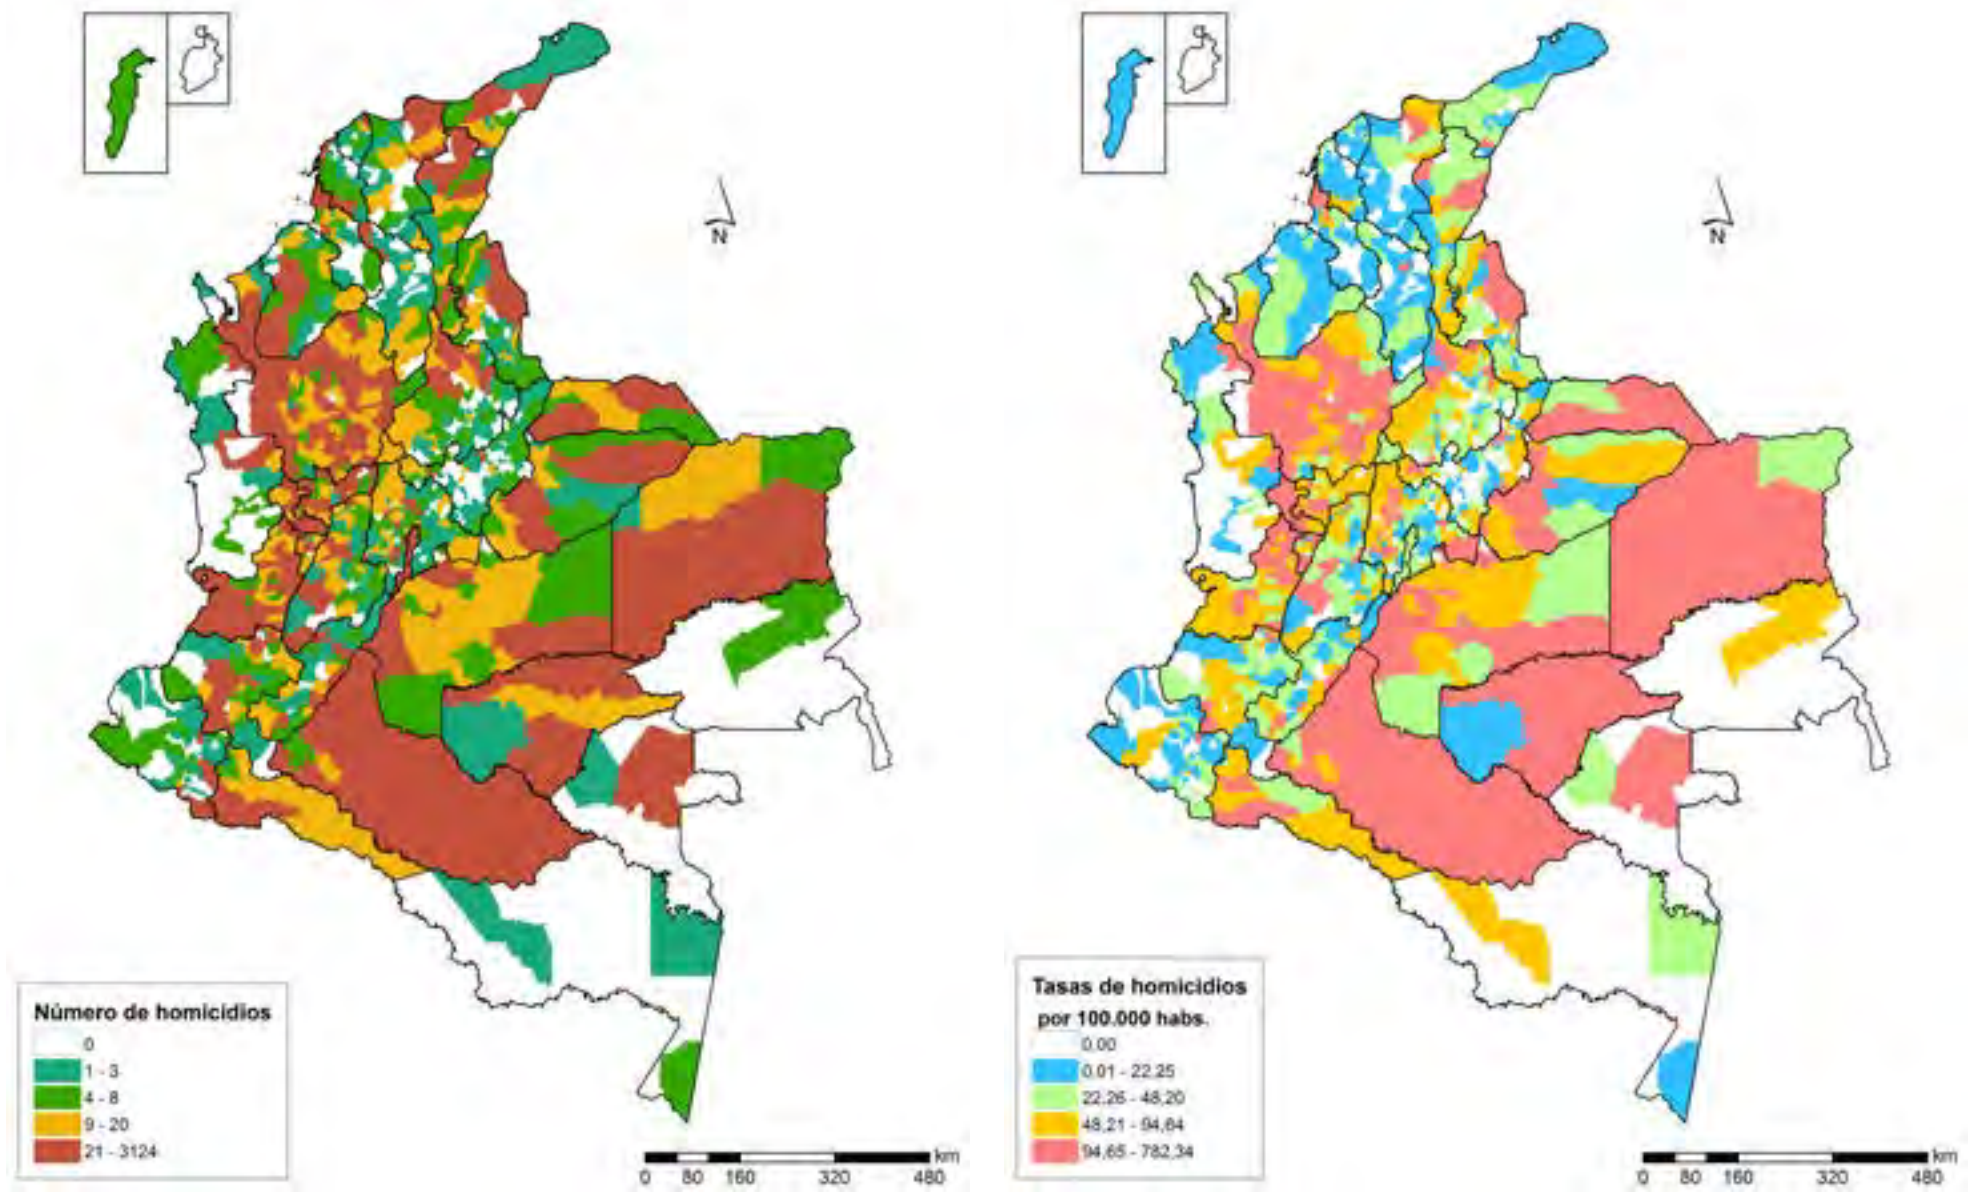 N
Número de homicidios
0
1 - 3
4 - 8
9 - 20
21 - 3124
km
0 80 160 320 480
N
Tasas de homicidios
por 100.000 habs.
0,00
0,01 - 22,25
22,26 - 48,20
48,21 - 94,64
94,65 - 782,34
km
0 80 160 320 480